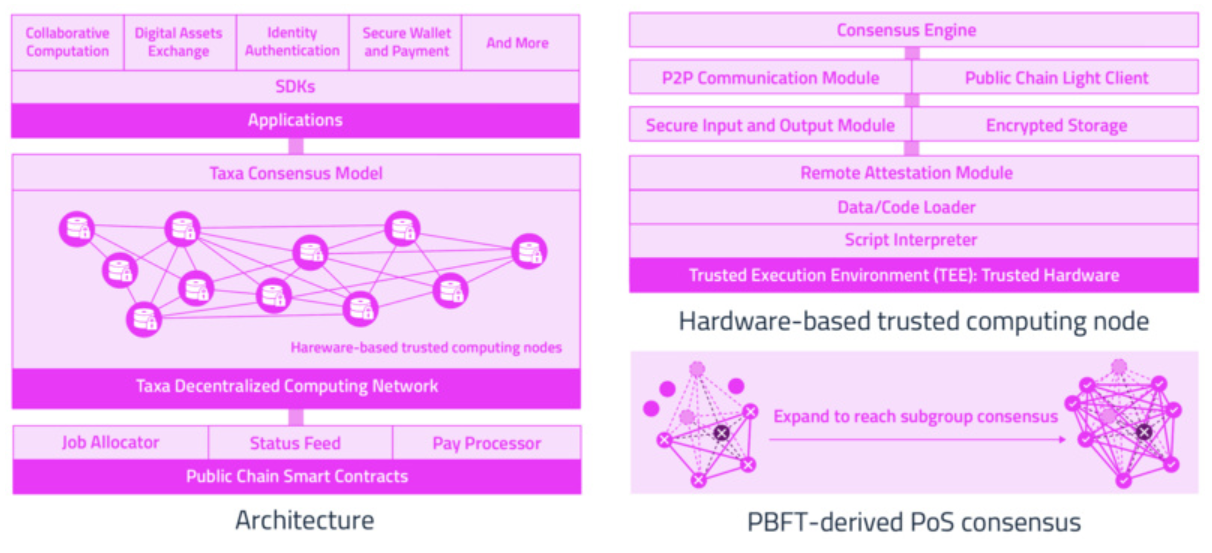 Collaborative
Computation
Digital Assets
Exchange
Identity
Authentication
Secure Wallet
and Payment
And More
SDKs
Applications
Taxa Consensus Model
Hareware-based trusted computing nodes
Taxa Decentralized Computing Network
Job Allocator
Status Feed
Pay Processor
Public Chain Smart Contracts
Architecture
Consensus Engine
P2P Communication Module
Public Chain Light Client
Secure Input and Output Module
Encrypted Storage
Remote Attestation Module
Data/Code Loader
Script Interpreter
Trusted Execution Environment (TEE): Trusted Hardware
Hardware-based trusted computing node
Expand to reach subgroup consensus
PBFT-derived PoS consensus